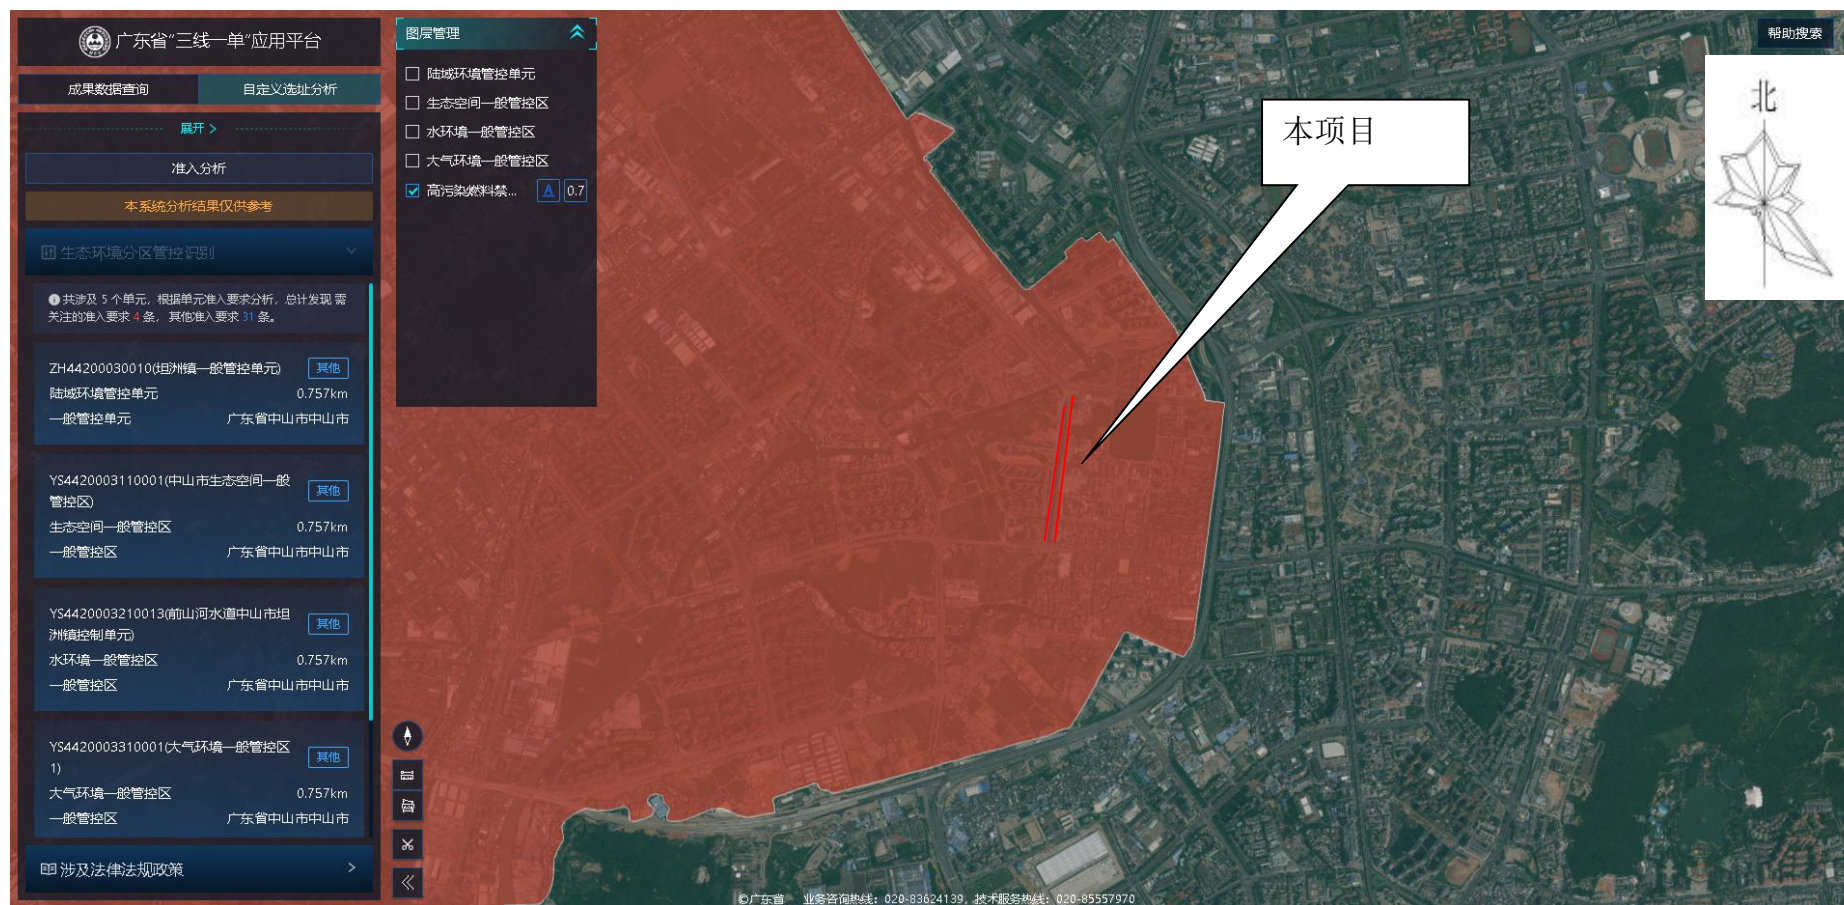 广东省“三线一单”应用平台
成果数据查询
自定义选址分析
展开 >
准入分析
本系统分析结果仅供参考
生态环境分区管控识别
共涉及 5 个单元，根据单元准入要求分析，总计发现 需
关注的准入要求 4 条， 其他准入要求 31 条。
ZH44200030010(坦洲镇一般管控单元)
其他
陆域环境管控单元
0.757km
一般管控单元
广东省中山市中山市
YS4420003110001(中山市生态空间一般
管控区)
其他
生态空间一般管控区
0.757km
一般管控区
广东省中山市中山市
YS4420003210013(前山河水道中山市坦
洲镇控制单元)
其他
水环境一般管控区
0.757km
一般管控区
广东省中山市中山市
YS4420003310001(大气环境一般管控区
1)
其他
大气环境一般管控区
0.757km
一般管控区
广东省中山市中山市
涉及法律法规政策
图层管理
陆域环境管控单元
生态空间一般管控区
水环境一般管控区
大气环境一般管控区
高污染燃料禁... A 0.7
本项目
帮助搜索
北
©广东省 业务咨询热线：020-83624139，技术服务热线：020-85557970